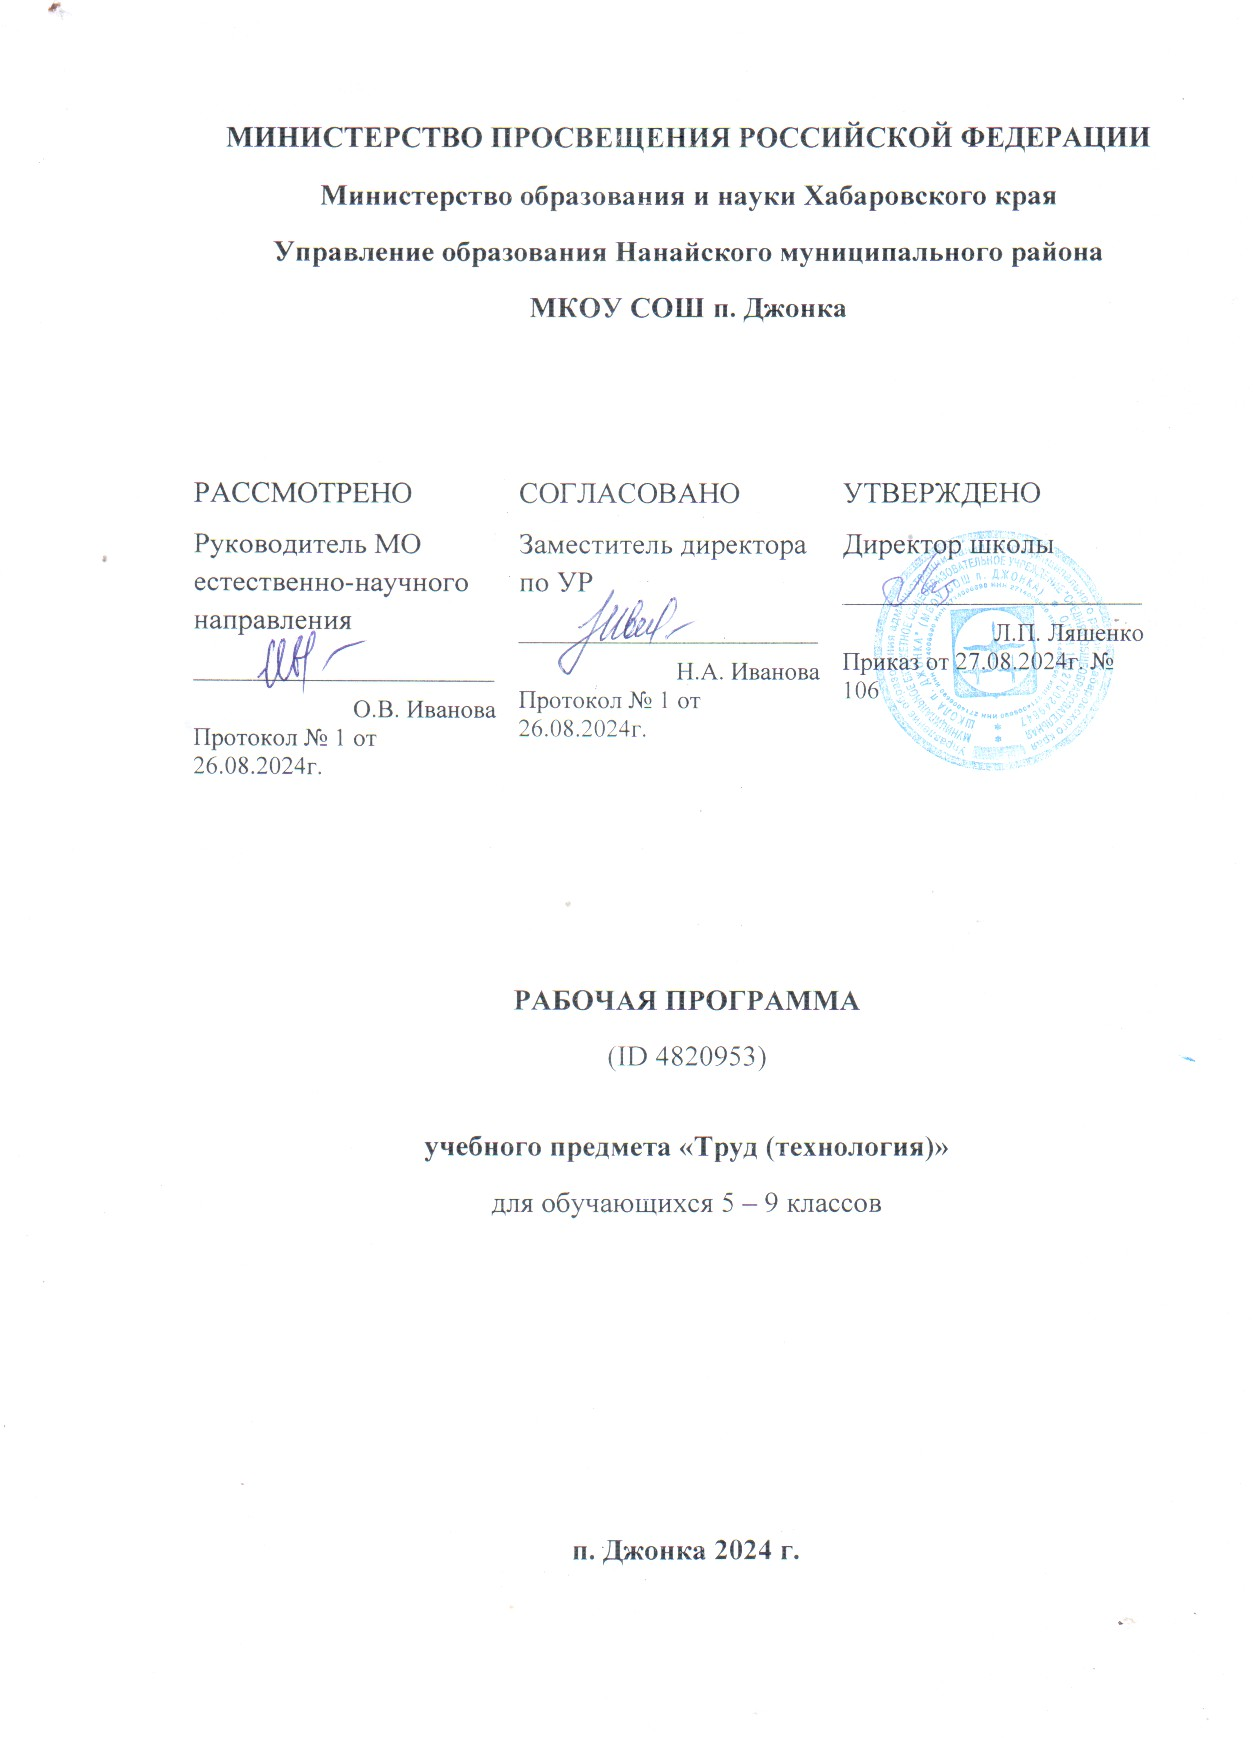 МИНИСТЕРСТВО ПРОСВЕЩЕНИЯ РОССИЙСКОЙ ФЕДЕРАЦИИ
Министерство образования и науки Хабаровского края
Управление образования Нанайского муниципального района
МКОУ СОШ п. Джонка
РАССМОТРЕНО
Руководитель МО
естественно-научного
направления
О.В. Иванова
Протокол № 1 от
26.08.2024г.
СОГЛАСОВАНО
Заместитель директора
по УР
Н.А. Иванова
Протокол № 1 от
26.08.2024г.
УТВЕРЖДЕНО
Директор школы
Л.П. Ляшенко
Приказ от 27.08.2024г. №
106
РАБОЧАЯ ПРОГРАММА
(ID 4820953)
учебного предмета «Труд (технология)»
для обучающихся 5 – 9 классов
п. Джонка 2024 г.